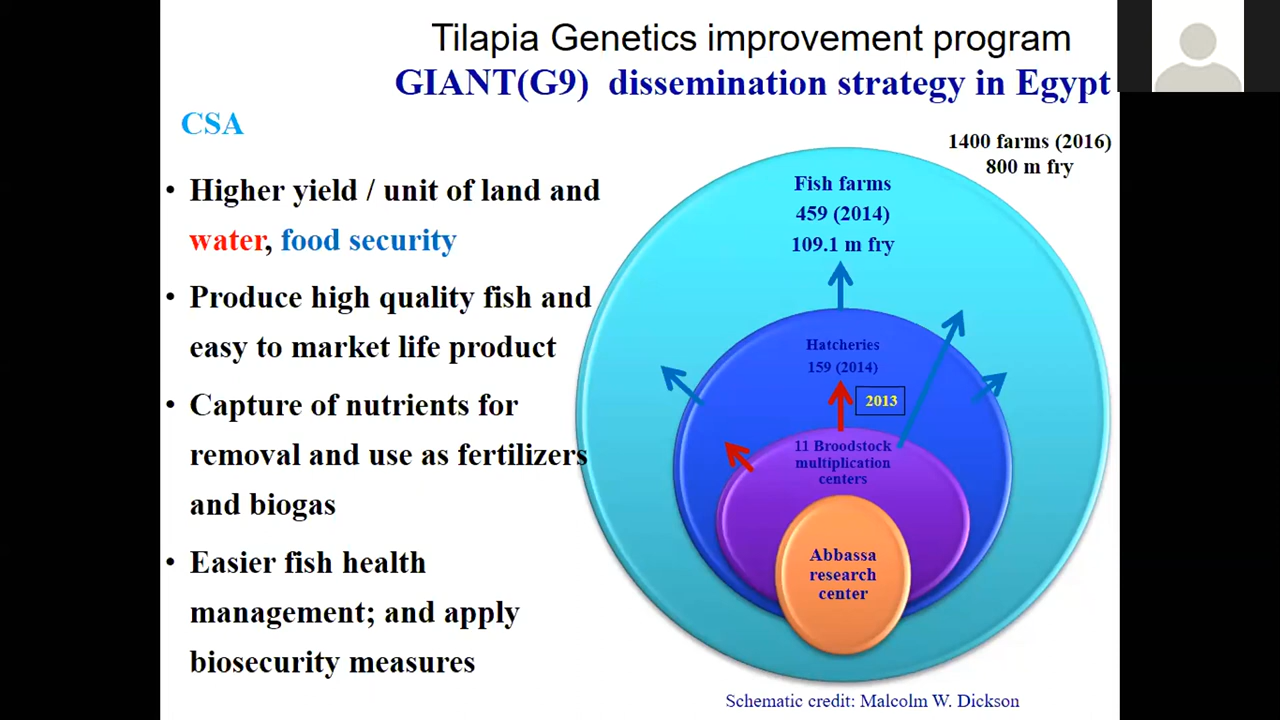 Tilapia Genetics improvement program
GIANT(G9) dissemination strategy in Egypt
CSA
• Higher yield / unit of land and
water, food security
• Produce high quality fish and
easy to market life product
• Capture of nutrients for
removal and use as fertilizers
and biogas
• Easier fish health
management; and apply
biosecurity measures
1400 farms (2016)
800 m fry
Fish farms
459 (2014)
109.1 m fry
Hatcheries
159 (2014)
2013
11 Broodstock
multiplication
centers
Abbassa
research
center
Schematic credit: Malcolm W. Dickson